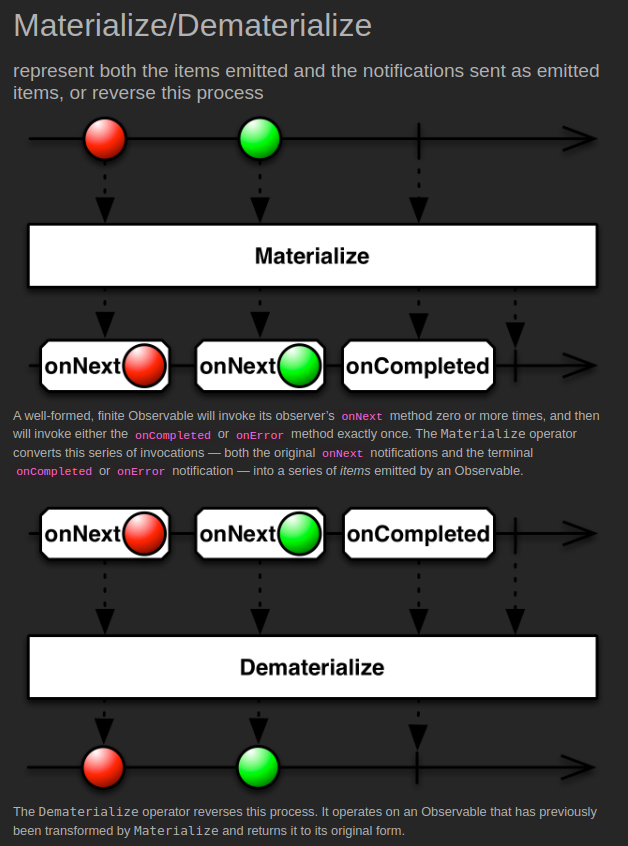 Materialize/Dematerialize
represent both the items emitted and the notifications sent as emitted
items, or reverse this process
Materialize
onNext onNext onCompleted
A well-formed, finite Observable will invoke its observer’s onNext method zero or more times, and then
will invoke either the onCompleted or onError method exactly once. The Materialize operator
converts this series of invocations — both the original onNext notifications and the terminal
onCompleted or onError notification — into a series of items emitted by an Observable.
onNext onNext onCompleted
Dematerialize
The Dematerialize operator reverses this process. It operates on an Observable that has previously
been transformed by Materialize and returns it to its original form.